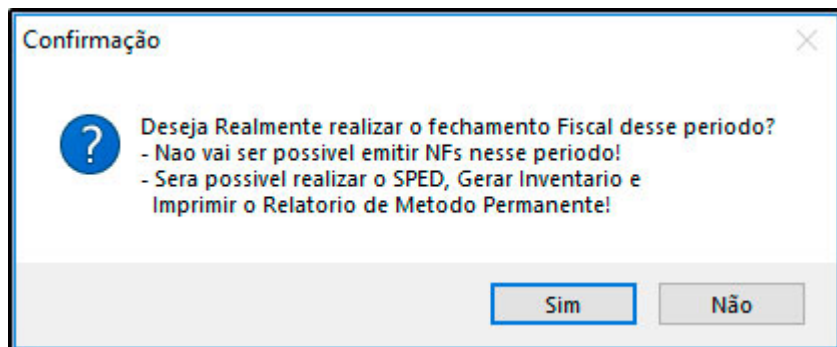 Confirmação
Deseja Realmente realizar o fechamento Fiscal desse periodo?
- Nao vai ser possivel emitir NFs nesse periodo!
- Sera possivel realizar o SPED, Gerar Inventario e
Imprimir o Relatorio de Metodo Permanente!
Sim
Não